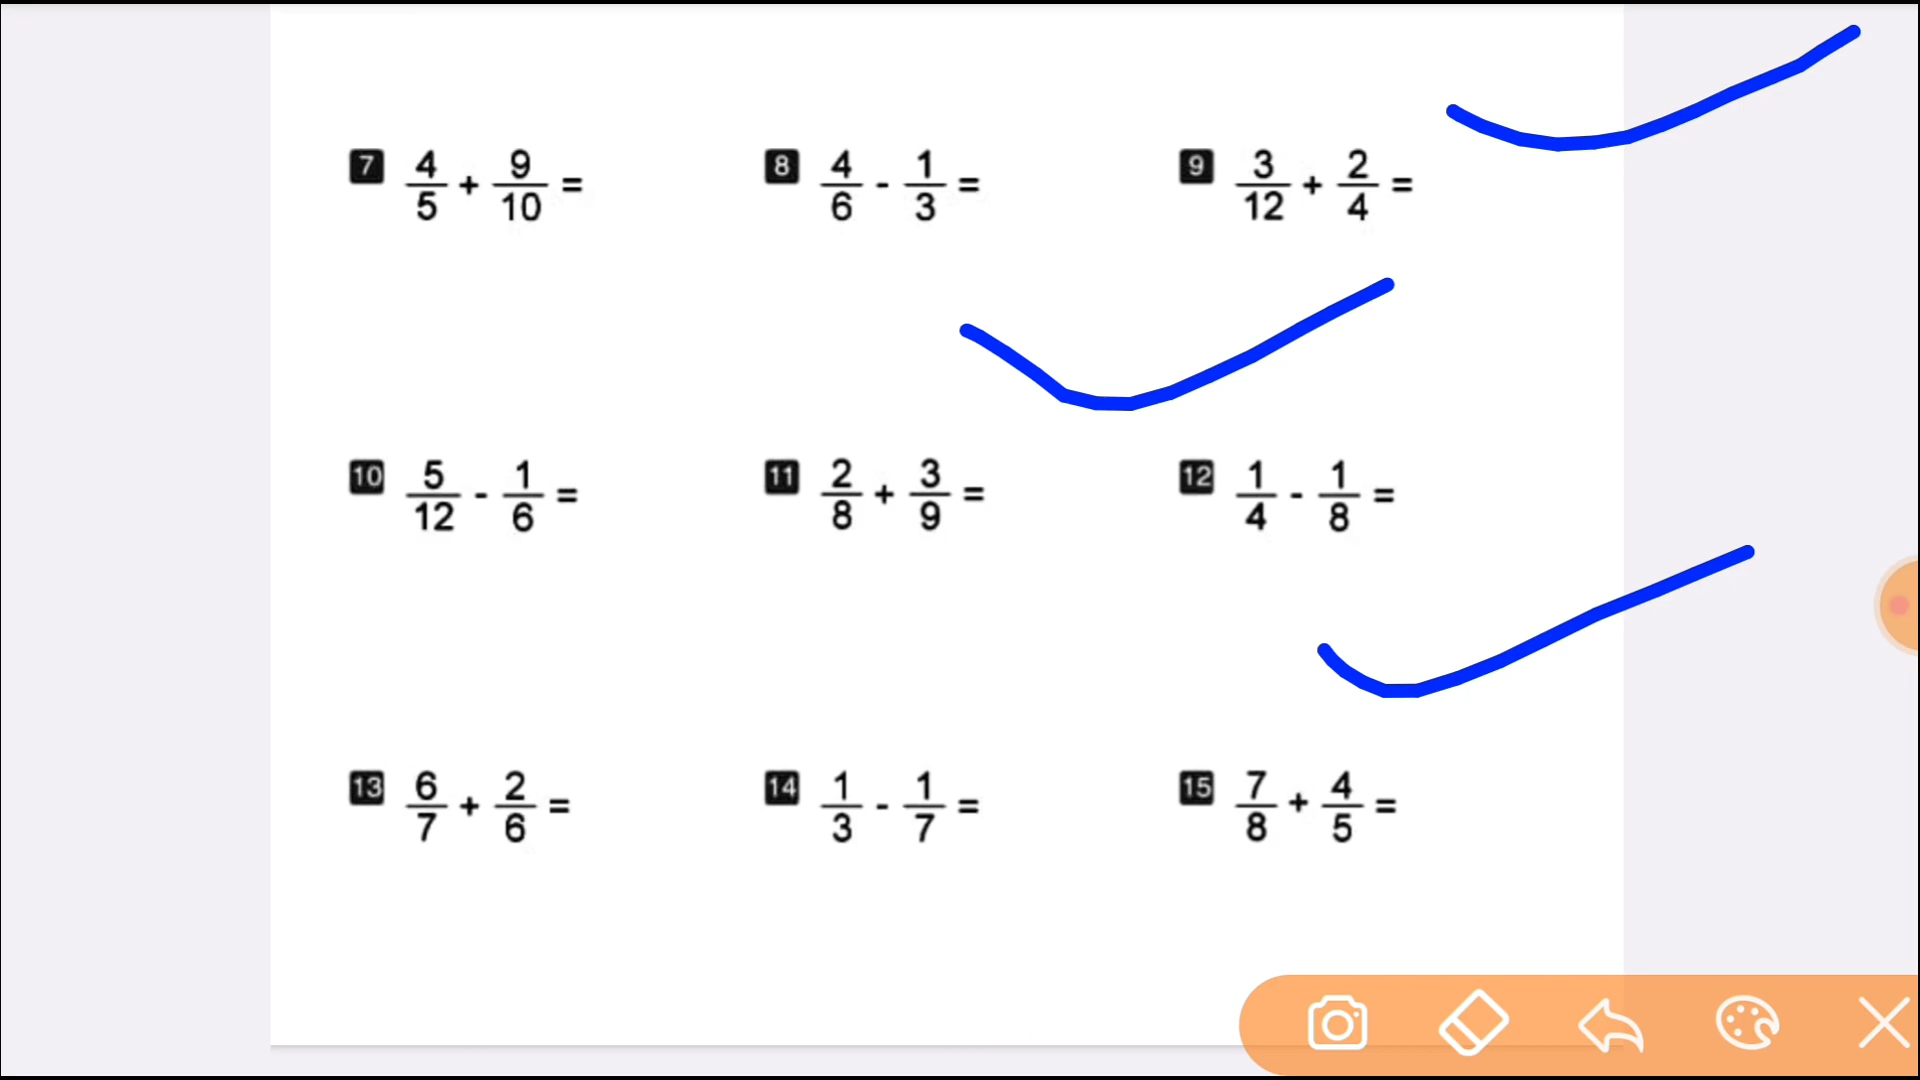 7 4/5 + 9/10 = 8 4/6 - 1/3 = 9 3/12 + 2/4 =
10 5/12 - 1/6 = 11 2/8 + 3/9 = 12 1/4 - 1/8 =
13 6/7 + 2/6 = 14 1/3 - 1/7 = 15 7/8 + 4/5 =